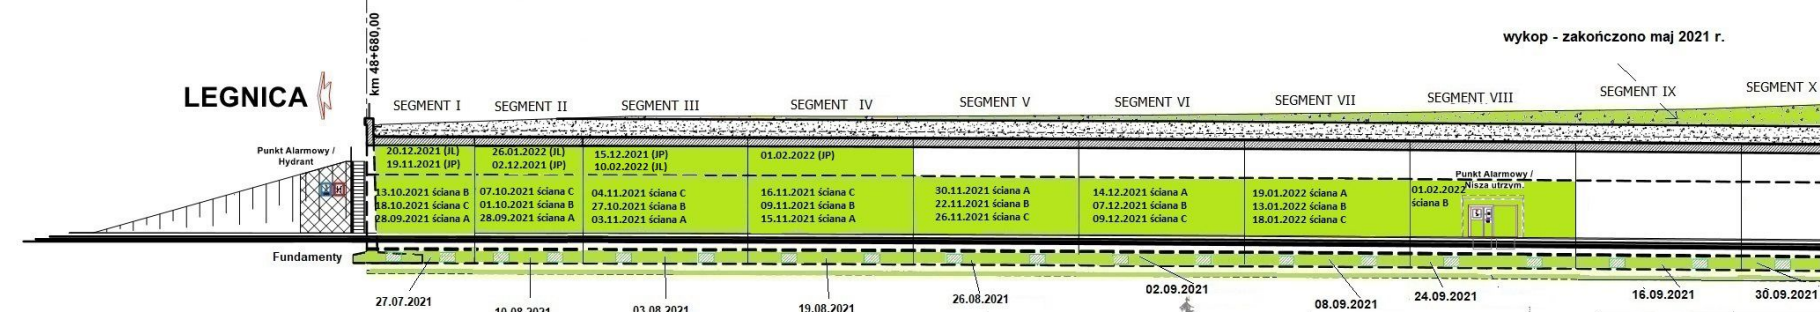 wykop - zakończono maj 2021 r.
km 48+680,00
LEGNICA
SEGMENT I
SEGMENT II
SEGMENT III
SEGMENT IV
SEGMENT V
SEGMENT VI
SEGMENT VII
SEGMENT VIII
SEGMENT IX
SEGMENT X
Punkt Alarmowy /
Hydrant
20.12.2021 (JL)
19.11.2021 (JP)
13.10.2021 ściana B
18.10.2021 ściana C
28.09.2021 ściana A
26.01.2022 (JL)
02.12.2021 (JP)
07.10.2021 ściana C
01.10.2021 ściana B
28.09.2021 ściana A
15.12.2021 (JP)
10.02.2022 (JL)
04.11.2021 ściana C
27.10.2021 ściana B
03.11.2021 ściana A
01.02.2022 (JP)
16.11.2021 ściana C
09.11.2021 ściana B
15.11.2021 ściana A
30.11.2021 ściana A
22.11.2021 ściana B
26.11.2021 ściana C
14.12.2021 ściana A
07.12.2021 ściana B
09.12.2021 ściana C
19.01.2022 ściana A
13.01.2022 ściana B
18.01.2022 ściana C
01.02.2022
ściana B
Punkt Alarmowy /
Nisza utrzym.
H
Fundamenty
27.07.2021
19.08.2021
03.08.2021
19.08.2021
26.08.2021
02.09.2021
08.09.2021
24.09.2021
16.09.2021
30.09.2021